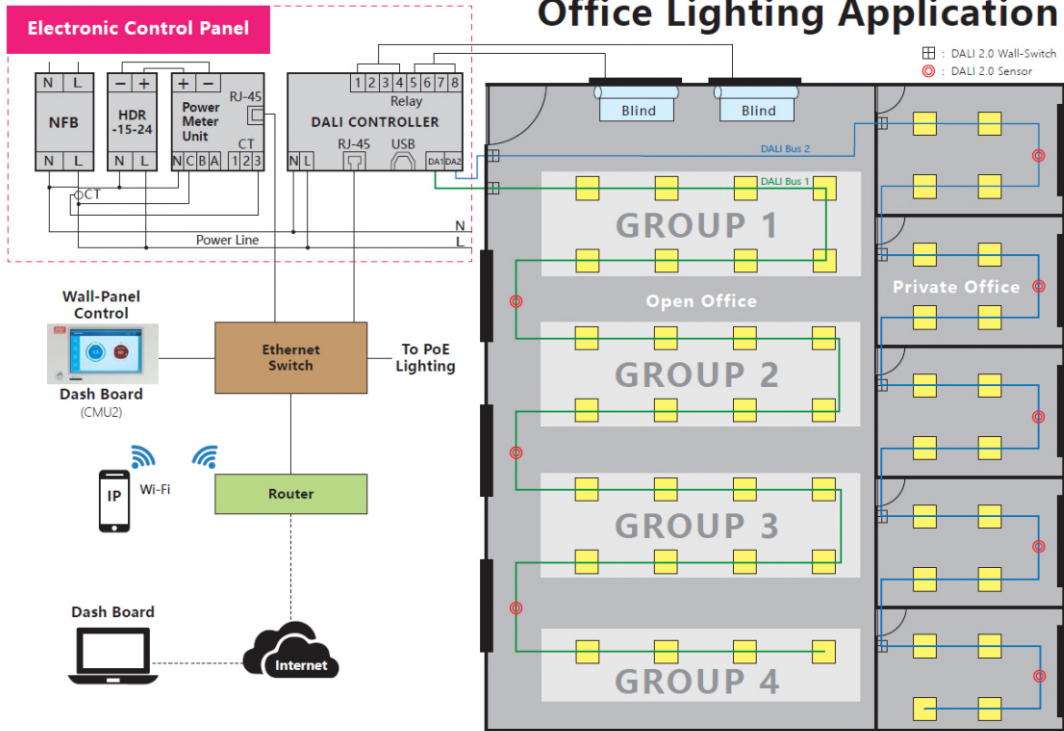 Office Lighting Application
Electronic Control Panel
: DALI 2.0 Wall-Switch
: DALI 2.0 Sensor
N L
NFB
N L
− +
HDR
-15-24
N L
+ −
RJ-45
Power
Meter
Unit
CT
N C B A 1 2 3
1 2 3 4 5 6 7 8
Relay
DALI CONTROLLER
RJ-45 USB
N L
DA1 DA2
CT
N
L
Power Line
Blind
Blind
DALI Bus 2
DALI Bus 1
GROUP 1
Open Office
Private Office
GROUP 2
GROUP 3
GROUP 4
Wall-Panel
Control
Dash Board
(CMU2)
Ethernet
Switch
To PoE
Lighting
IP
Wi-Fi
Router
Dash Board
Internet